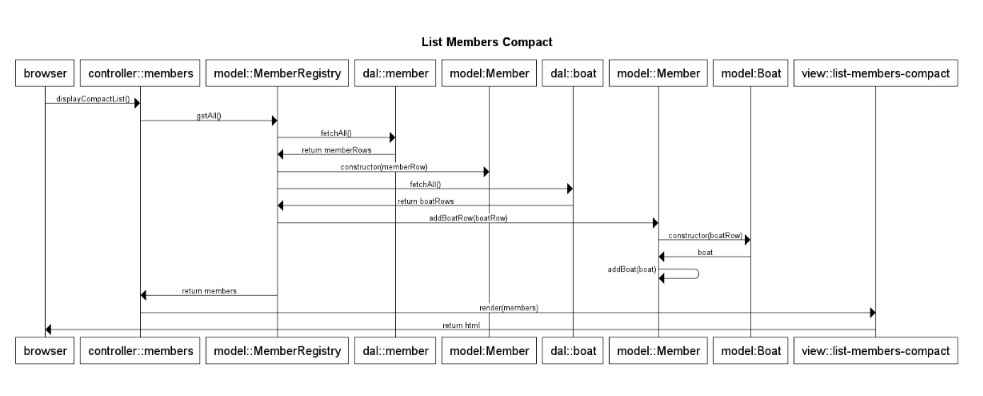 List Members Compact
browser controller::members model::MemberRegistry dal::member model:Member dal::boat model::Member model:Boat view::list-members-compact
displayCompactList()
getAll()
fetchAll()
return memberRows
constructor(memberRow)
fetchAll()
return boatRows
addBoatRow(boatRow)
constructor(boatRow)
boat
addBoat(boat)
return members
render(members)
return html
browser controller::members model::MemberRegistry dal::member model:Member dal::boat model::Member model:Boat view::list-members-compact